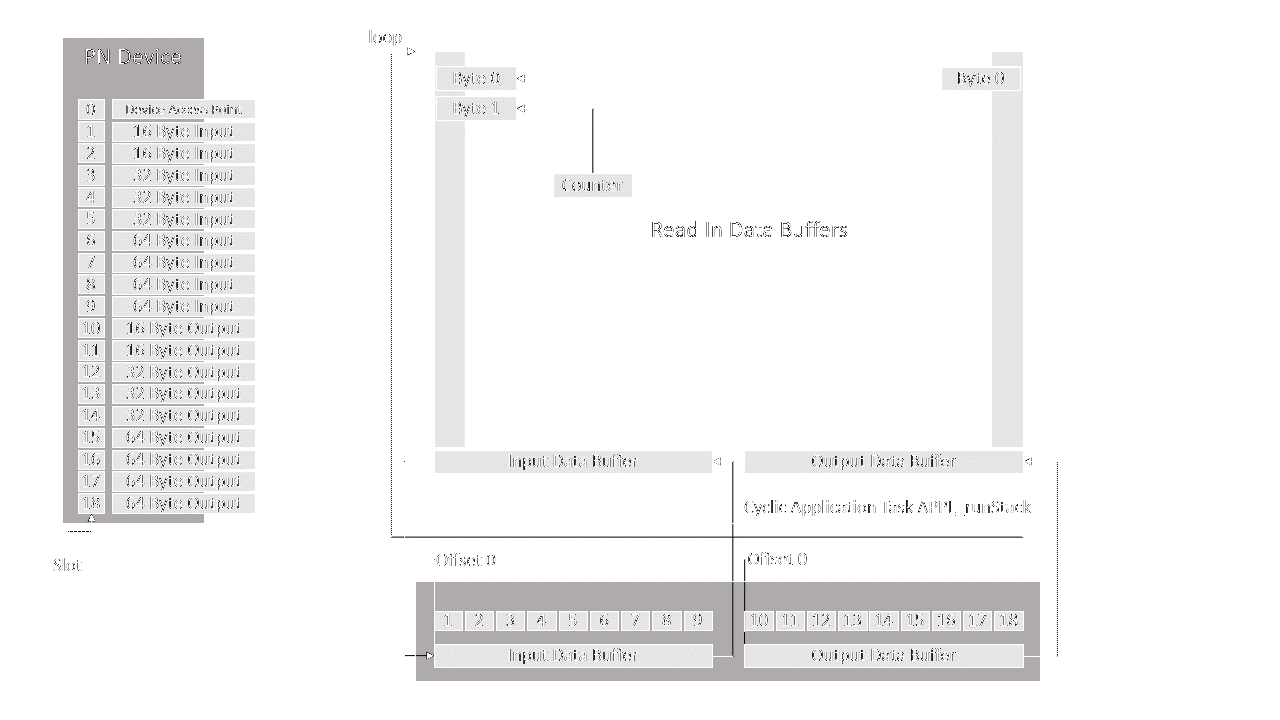 PN Device
0 Device Access Point
1 16 Byte Input
2 16 Byte Input
3 32 Byte Input
4 32 Byte Input
5 32 Byte Input
6 64 Byte Input
7 64 Byte Input
8 64 Byte Input
9 64 Byte Input
10 16 Byte Output
11 16 Byte Output
12 32 Byte Output
13 32 Byte Output
14 32 Byte Output
15 64 Byte Output
16 64 Byte Output
17 64 Byte Output
18 64 Byte Output
Slot
loop
Byte 0
Byte 0
Byte 1
Counter
Read In Data Buffers
Input Data Buffer
Output Data Buffer
Cyclic Application Task APPL_runStack
Offset 0
Offset 0
1 2 3 4 5 6 7 8 9
10 11 12 13 14 15 16 17 18
Input Data Buffer
Output Data Buffer